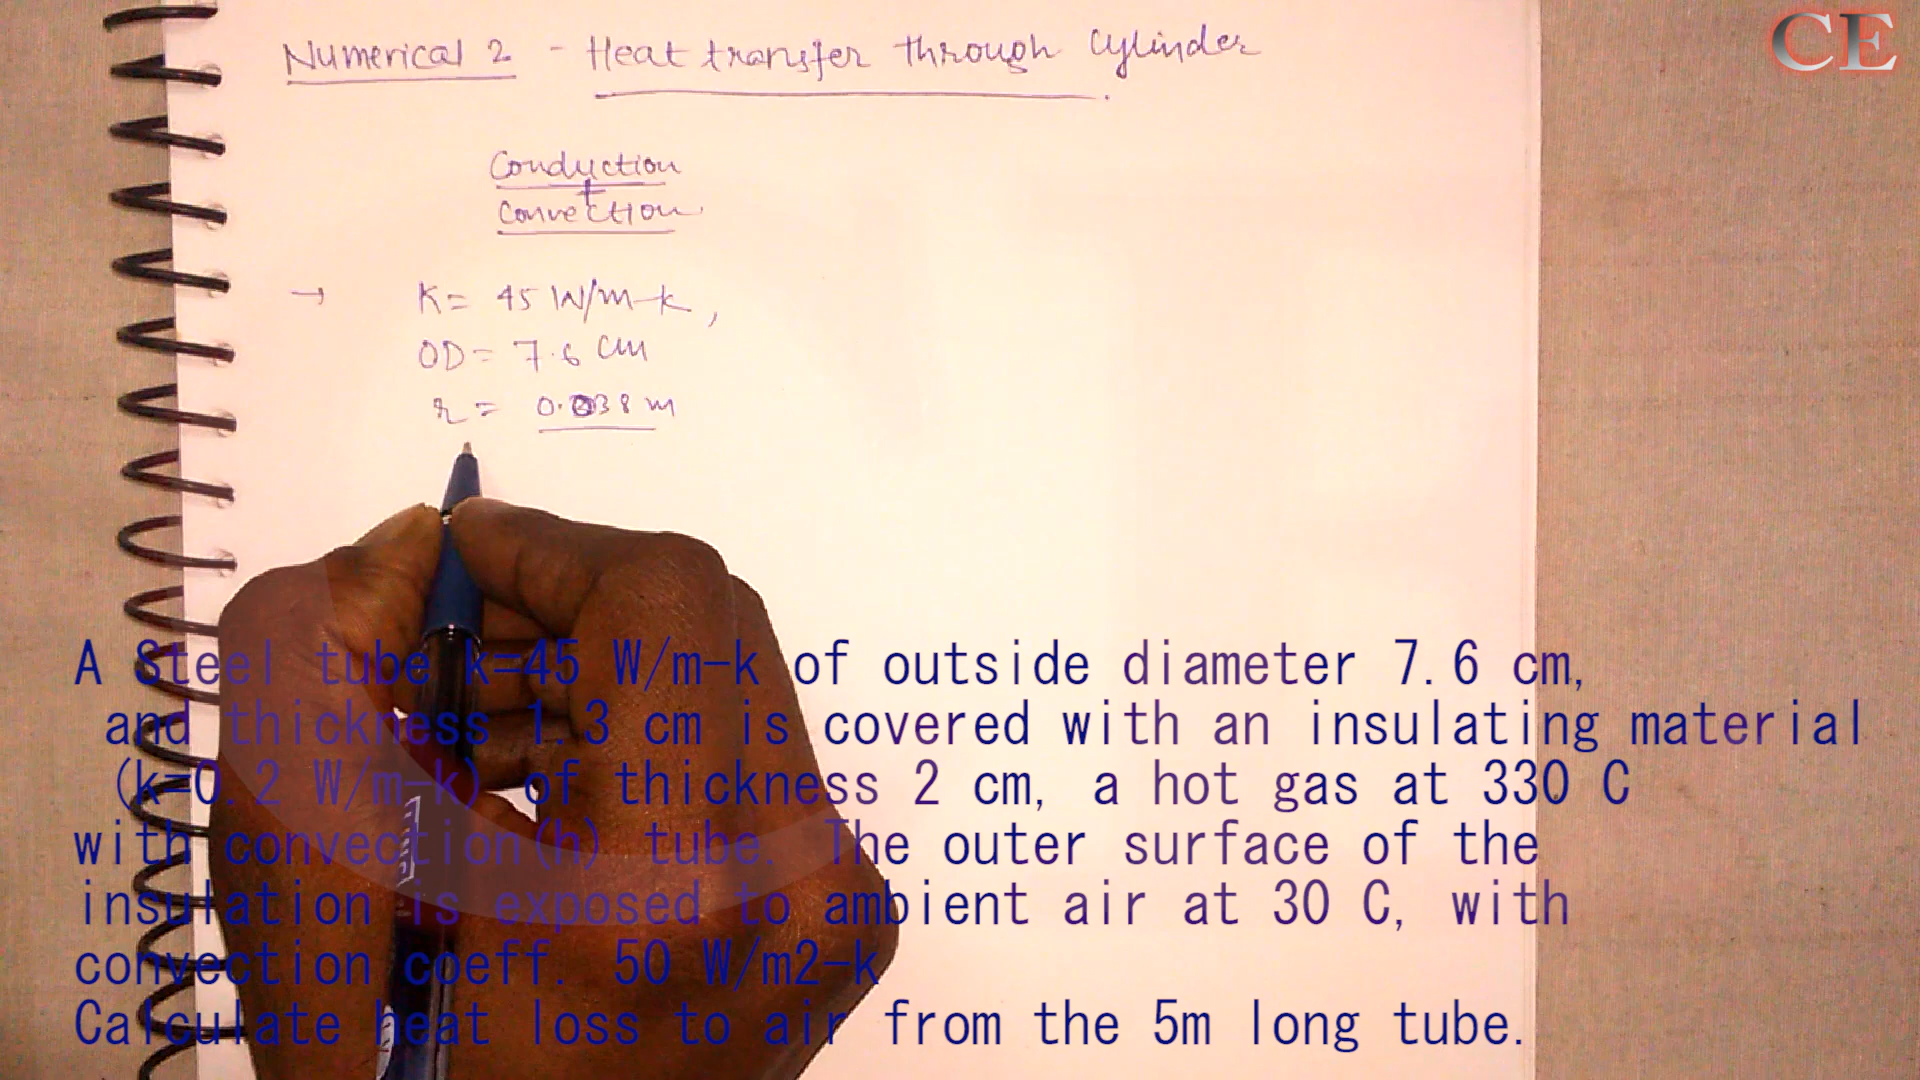 CE
Numerical 2 - Heat transfer through Cylinder
Conduction
+
Convection
→ K= 45 W/m-k,
OD= 7.6 cm
r = 0.038 m
A Steel tube k=45 W/m-k of outside diameter 7.6 cm,
and thickness 1.3 cm is covered with an insulating material
(k=0.2 W/m-k) of thickness 2 cm, a hot gas at 330 C
with convection(h) tube. The outer surface of the
insulation is exposed to ambient air at 30 C, with
convection coeff. 50 W/m2-k
Calculate heat loss to air from the 5m long tube.